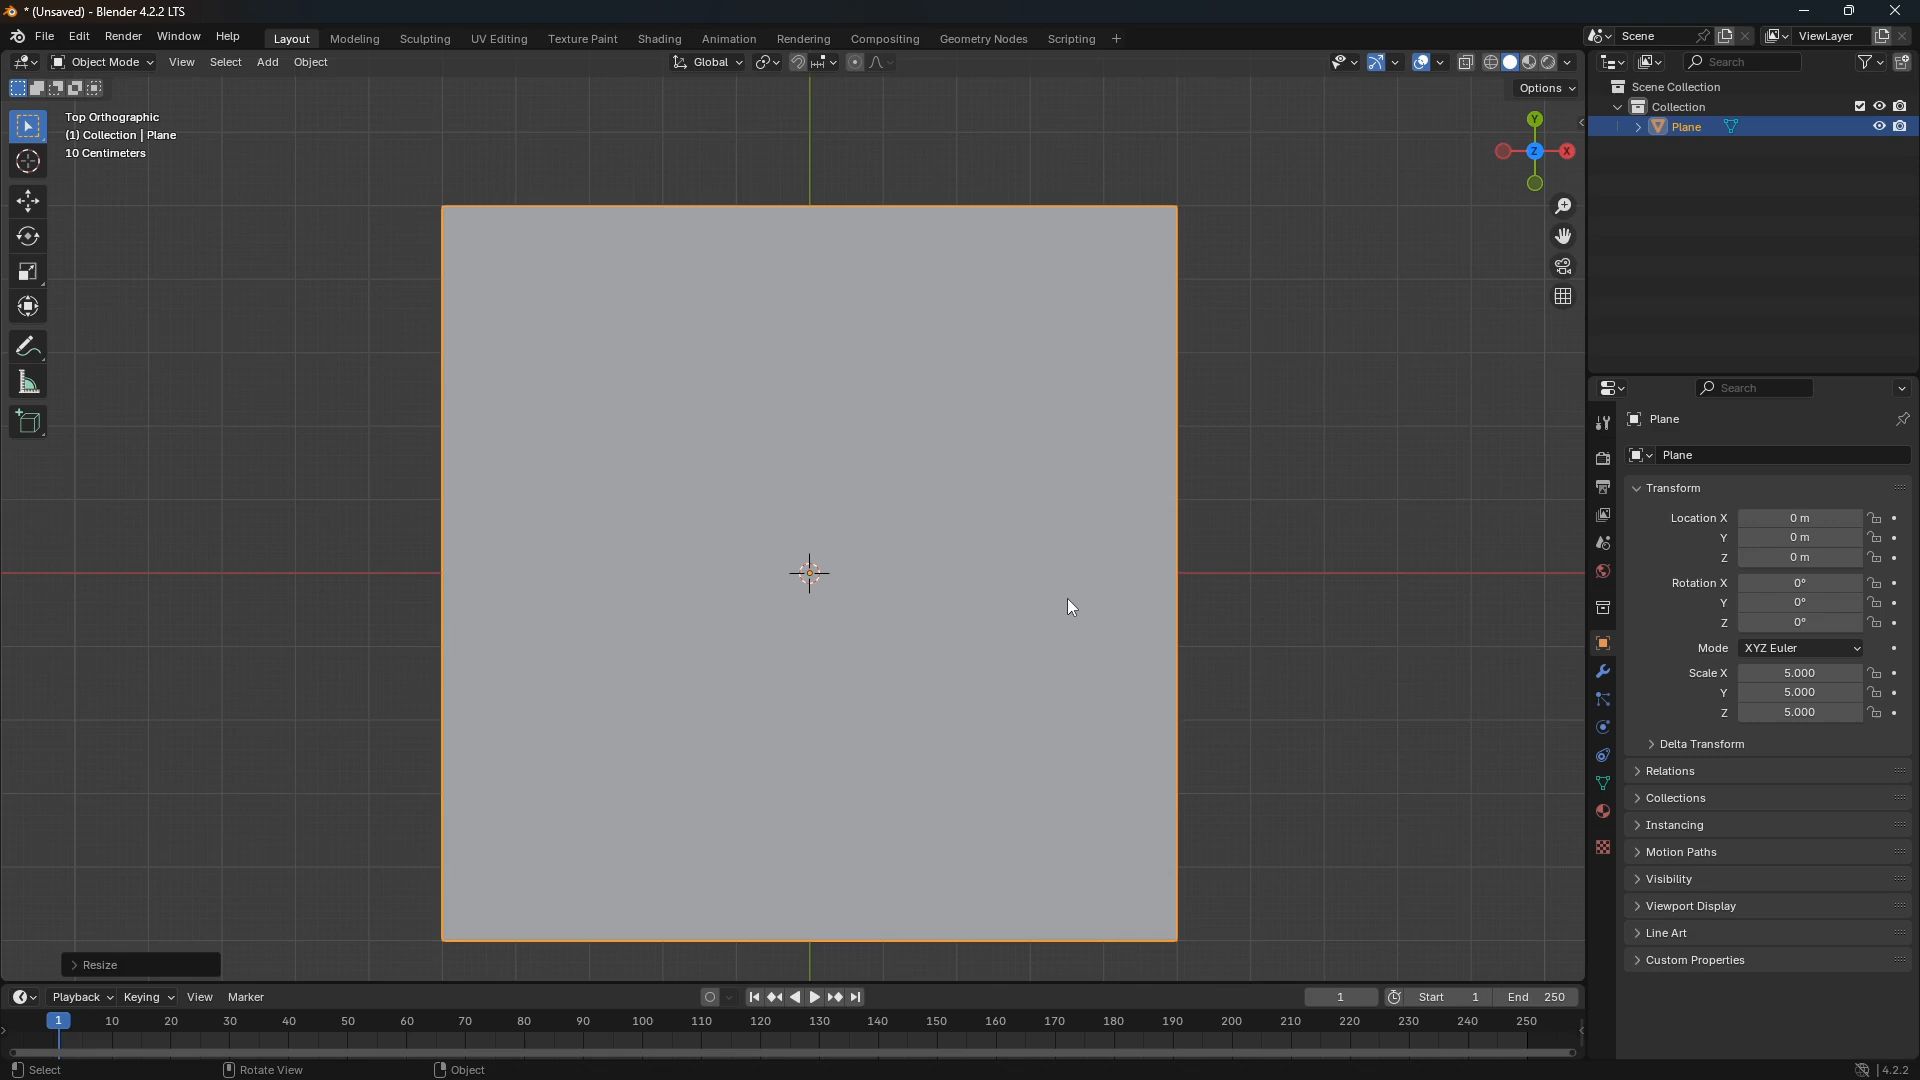 * (Unsaved) - Blender 4.2.2 LTS
File Edit Render Window Help Layout Modeling Sculpting UV Editing Texture Paint Shading Animation Rendering Compositing Geometry Nodes Scripting + Scene ViewLayer
Object Mode View Select Add Object Global Search
Options
Top Orthographic
(1) Collection | Plane
10 Centimeters
Y
Z X
Scene Collection
Collection
Plane
Search
Plane
Plane
Transform
Location X 0 m
Y 0 m
Z 0 m
Rotation X 0°
Y 0°
Z 0°
Mode XYZ Euler
Scale X 5.000
Y 5.000
Z 5.000
Delta Transform
Relations
Collections
Instancing
Motion Paths
Visibility
Viewport Display
Line Art
Custom Properties
Resize
Playback Keying View Marker 1 Start 1 End 250
1 10 20 30 40 50 60 70 80 90 100 110 120 130 140 150 160 170 180 190 200 210 220 230 240 250
Select Rotate View Object 4.2.2